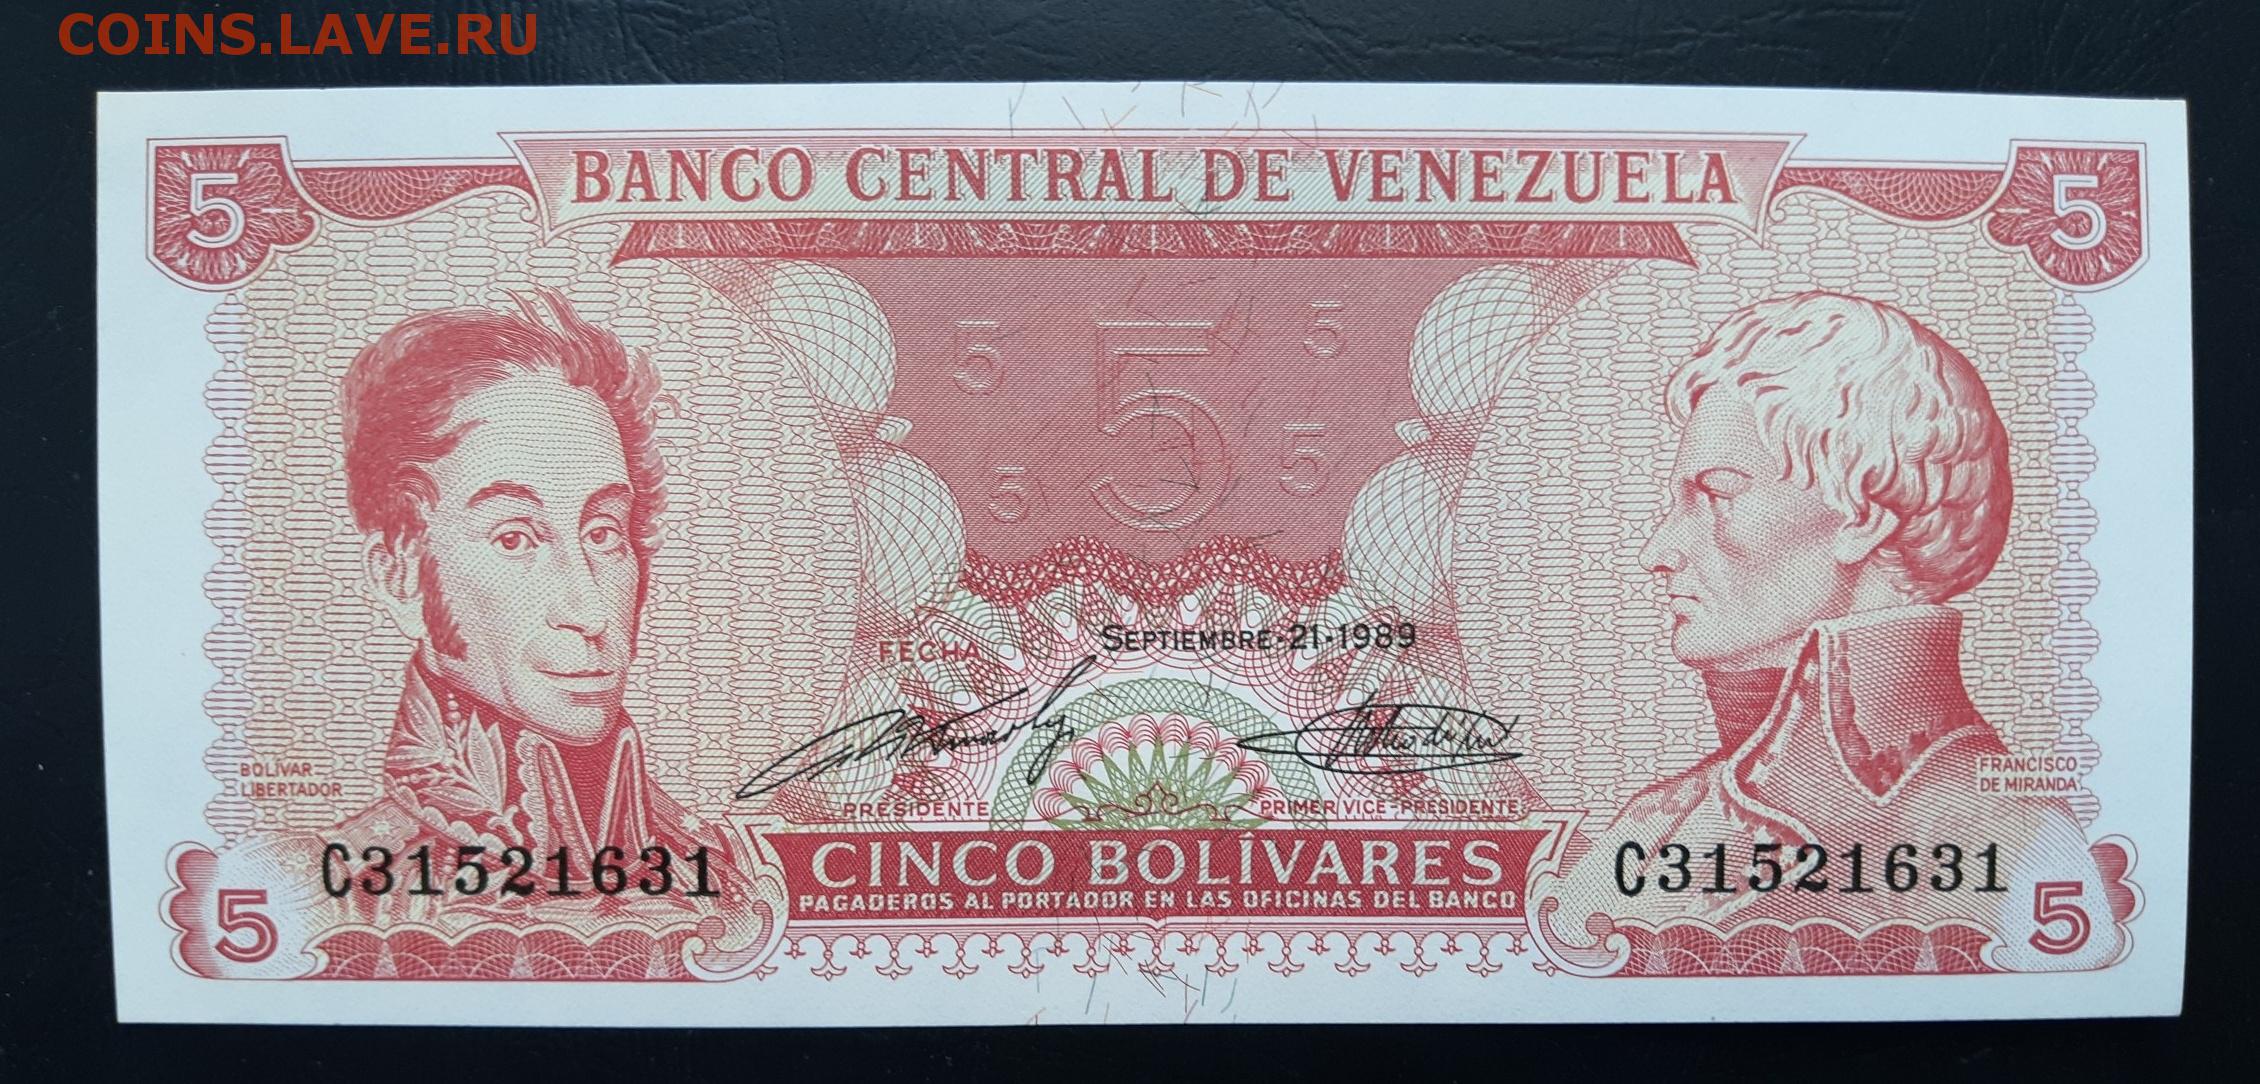 COINS.LAVE.RU
5 5
BANCO CENTRAL DE VENEZUELA
5 5
5
5 5
FECHA SEPTIEMBRE-21-1989
BOLÍVAR
LIBERTADOR
FRANCISCO
DE MIRANDA
PRESIDENTE PRIMER VICE-PRESIDENTE
C31521631 C31521631
CINCO BOLÍVARES
PAGADEROS AL PORTADOR EN LAS OFICINAS DEL BANCO
5 5